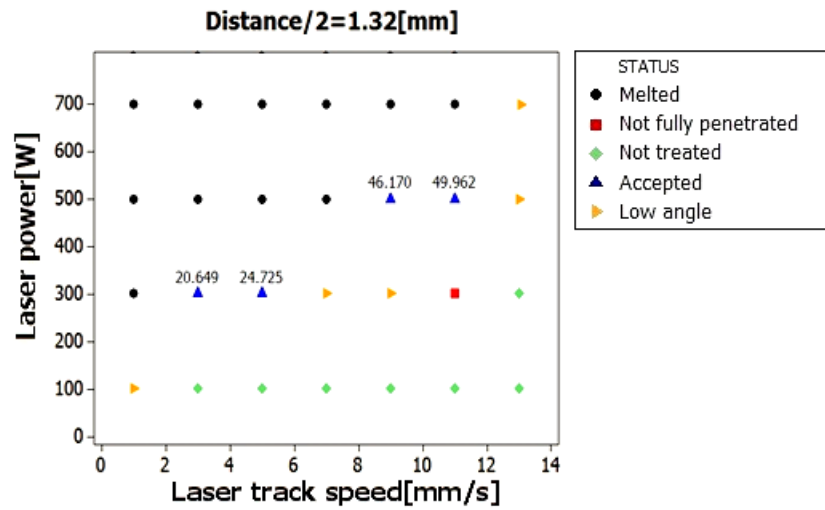 Distance/2=1.32[mm]
STATUS
Melted
Not fully penetrated
Not treated
Accepted
Low angle
Laser power[W]
700
600
500
400
300
200
100
0
46.170 49.962
20.649 24.725
0 2 4 6 8 10 12 14
Laser track speed[mm/s]